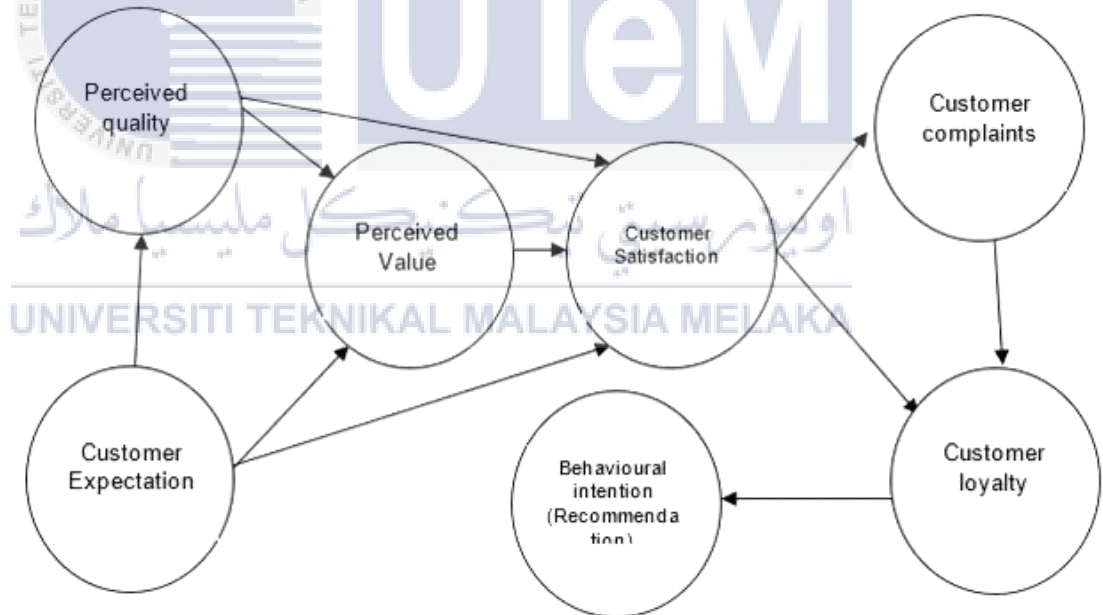 UTeM
Perceived
quality
Customer
complaints
اونيۏرسيتي تيكنيكل مليسيا ملاك
Perceived
Value
Customer
Satisfaction
UNIVERSITI TEKNIKAL MALAYSIA MELAKA
Customer
Expectation
Behavioural
intention
(Recommenda
tion)
Customer
loyalty